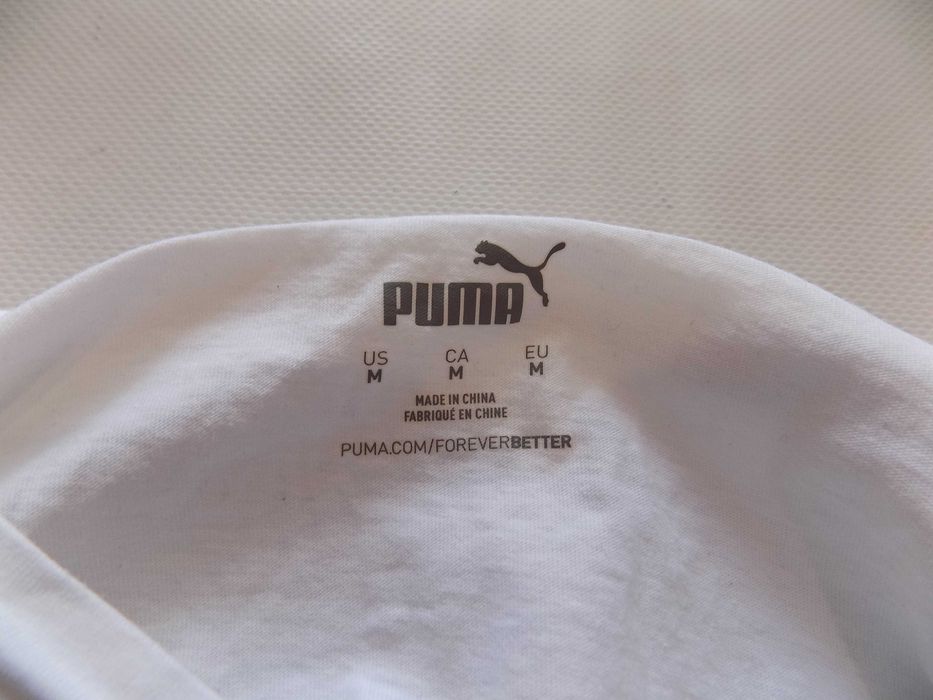 PUMA
US CA EU
M M M
MADE IN CHINA
FABRIQUÉ EN CHINE
PUMA.COM/FOREVERBETTER